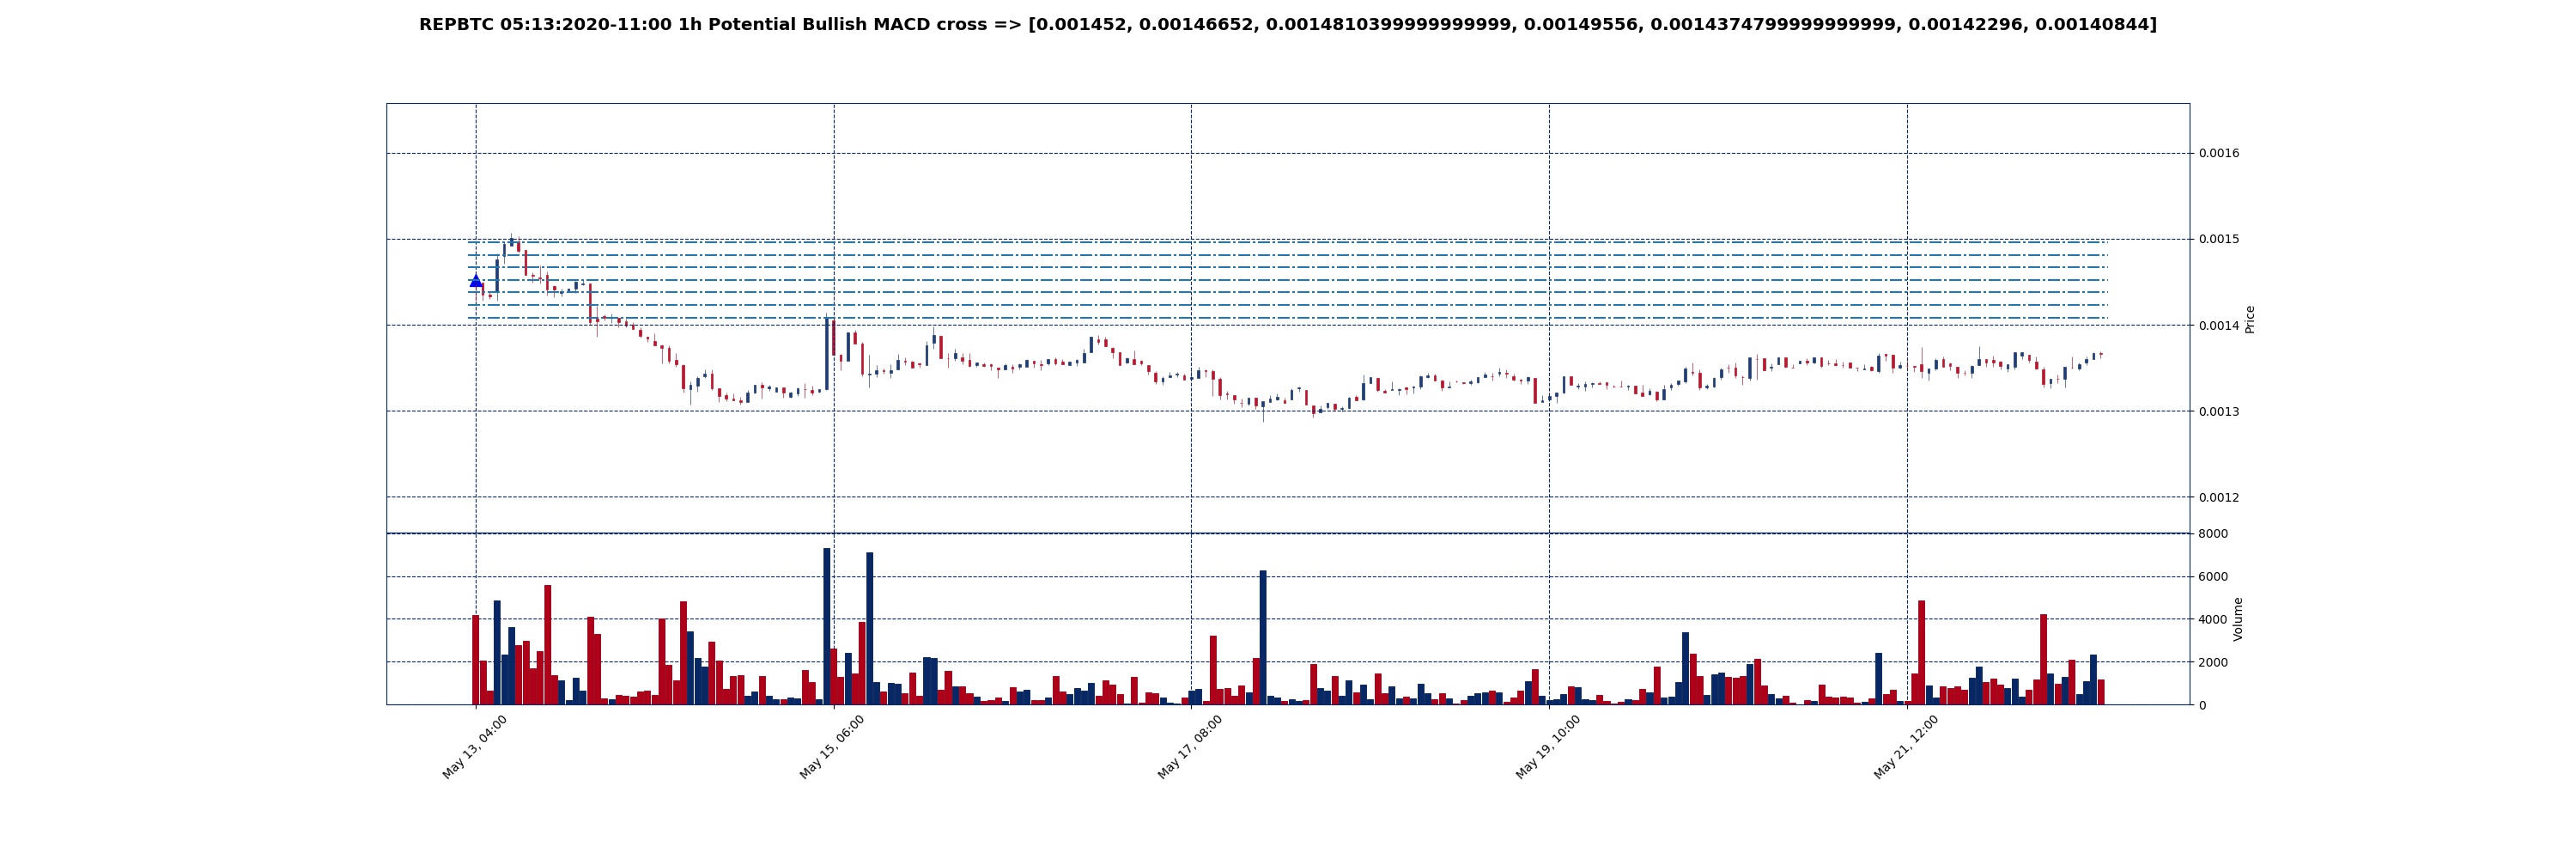 REPBTC 05:13:2020-11:00 1h Potential Bullish MACD cross => [0.001452, 0.00146652, 0.0014810399999999999, 0.00149556, 0.0014374799999999999, 0.00142296, 0.00140844]
0.0016
0.0015
0.0014
0.0013
0.0012
Price
8000
6000
4000
2000
0
Volume
May 13, 04:00
May 15, 06:00
May 17, 08:00
May 19, 10:00
May 21, 12:00